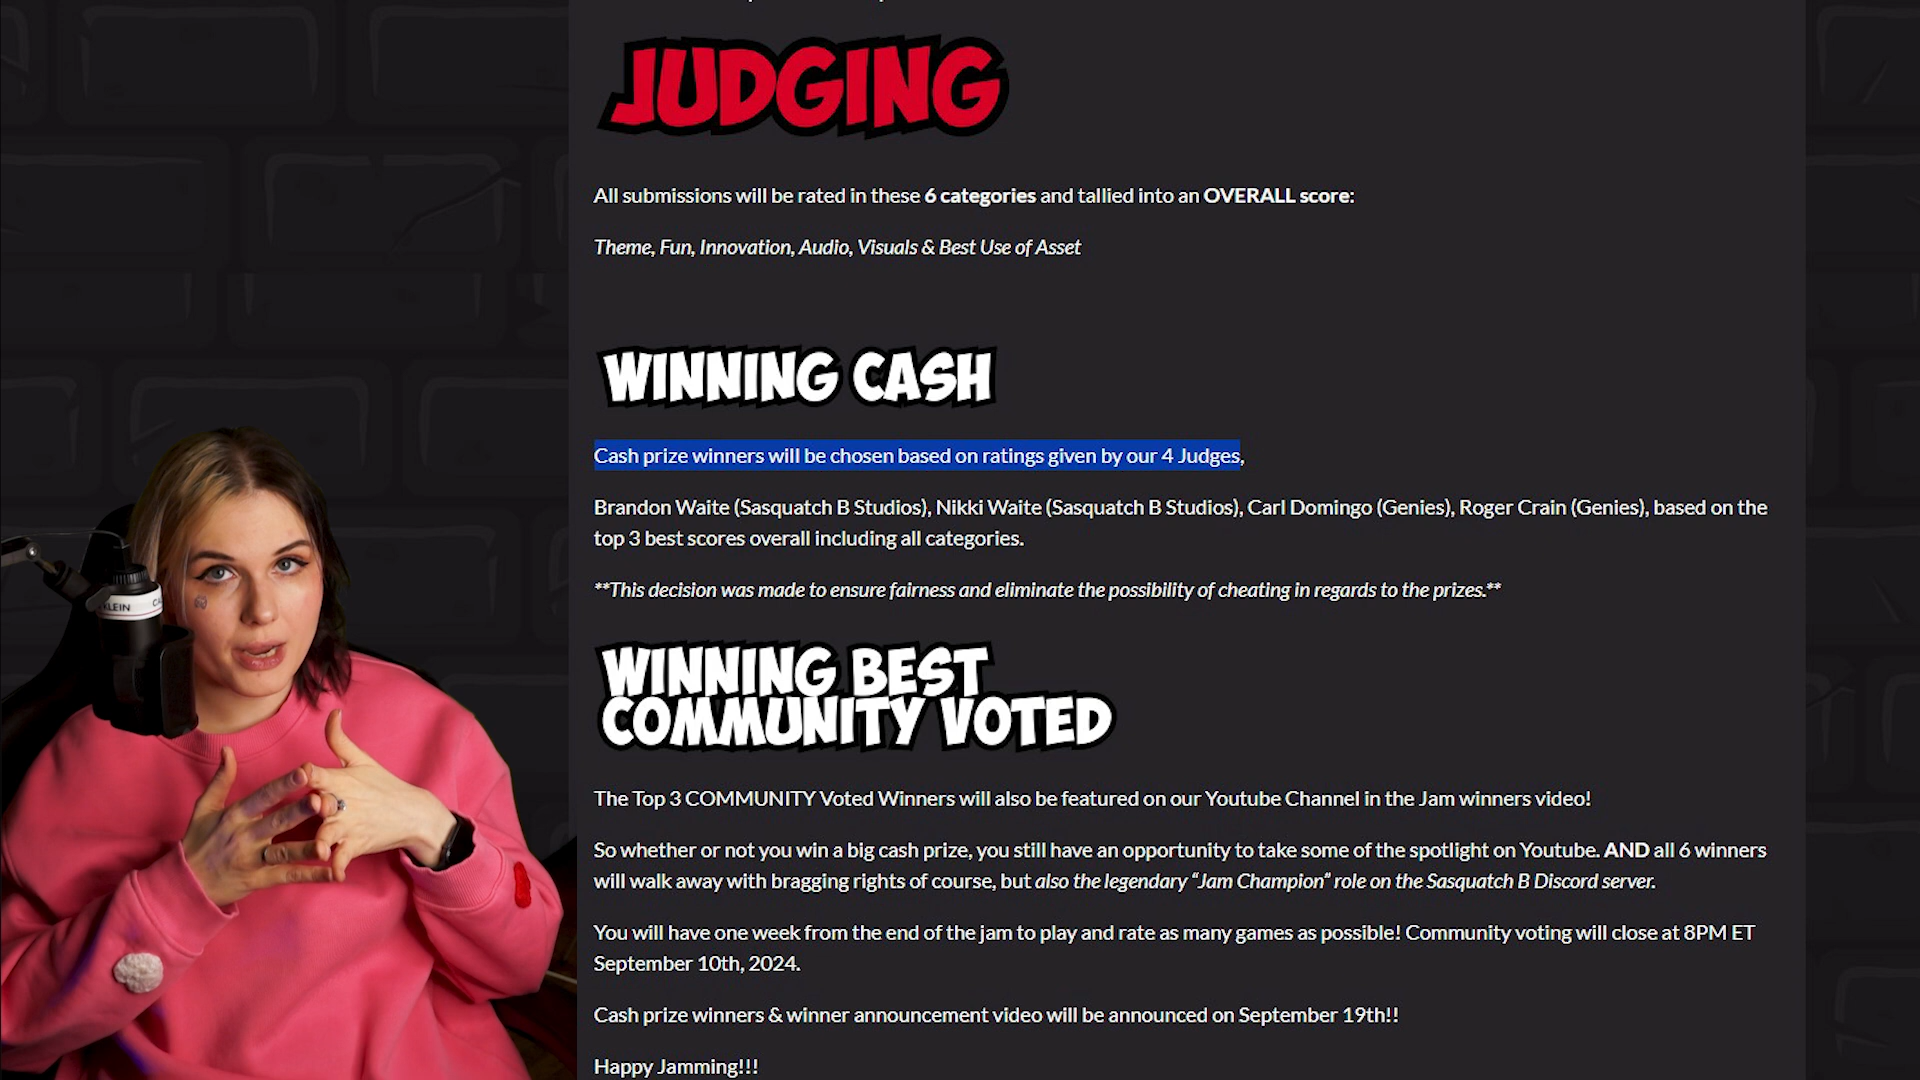 JUDGING
All submissions will be rated in these 6 categories and tallied into an OVERALL score:
Theme, Fun, Innovation, Audio, Visuals & Best Use of Asset
WINNING CASH
Cash prize winners will be chosen based on ratings given by our 4 Judges,
Brandon Waite (Sasquatch B Studios), Nikki Waite (Sasquatch B Studios), Carl Domingo (Genies), Roger Crain (Genies), based on the
top 3 best scores overall including all categories.
**This decision was made to ensure fairness and eliminate the possibility of cheating in regards to the prizes.**
WINNING BEST
COMMUNITY VOTED
The Top 3 COMMUNITY Voted Winners will also be featured on our Youtube Channel in the Jam winners video!
So whether or not you win a big cash prize, you still have an opportunity to take some of the spotlight on Youtube. AND all 6 winners
will walk away with bragging rights of course, but also the legendary “Jam Champion” role on the Sasquatch B Discord server.
You will have one week from the end of the jam to play and rate as many games as possible! Community voting will close at 8PM ET
September 10th, 2024.
Cash prize winners & winner announcement video will be announced on September 19th!!
Happy Jamming!!!